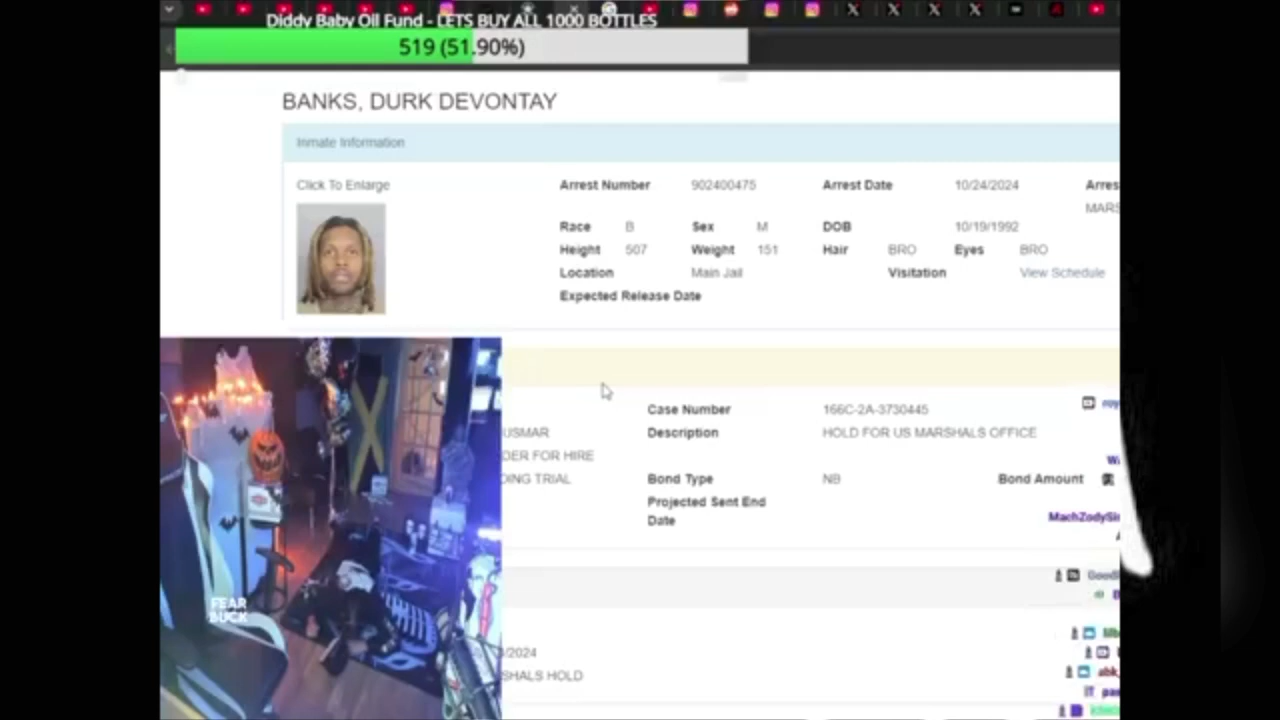 Diddy Baby Oil Fund - LETS BUY ALL 1000 BOTTLES
519 (51.90%)
BANKS, DURK DEVONTAY
Inmate Information
Click To Enlarge
Arrest Number 902400475 Arrest Date 10/24/2024 Arres
MARS
Race B Sex M DOB 10/19/1992
Height 507 Weight 151 Hair BRO Eyes BRO
Location Main Jail Visitation View Schedule
Expected Release Date
Case Number 166C-2A-3730445
USMAR Description HOLD FOR US MARSHALS OFFICE
DER FOR HIRE
DING TRIAL Bond Type NB Bond Amount
Projected Sent End
Date
MachZodySi
FEAR
BUCK
/2024
SHALS HOLD
abk,